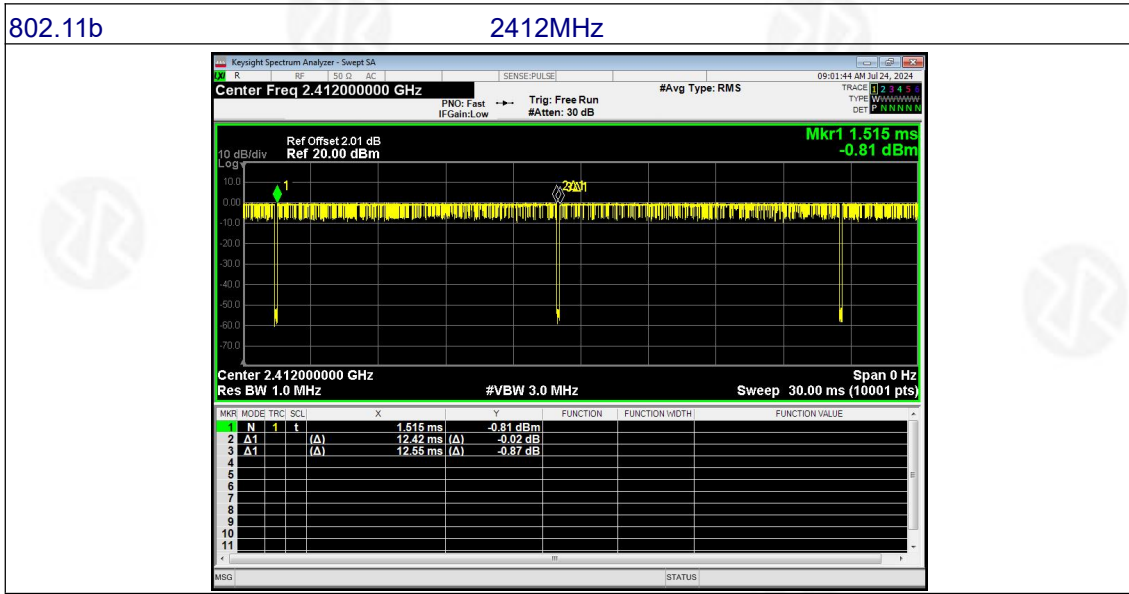 802.11b 2412MHz
Keysight Spectrum Analyzer - Swept SA
LXI R RF 50 Ω AC SENSE:PULSE 09:01:44 AM Jul 24, 2024
Center Freq 2.412000000 GHz #Avg Type: RMS TRACE 1 2 3 4 5 6
PNO: Fast Trig: Free Run TYPE WWWWWW
IFGain:Low #Atten: 30 dB DET P N N N N N
Mkr1 1.515 ms
Ref Offset 2.01 dB -0.81 dBm
10 dB/div Ref 20.00 dBm
Log
10.0
1
0.00
-10.0
-20.0
-30.0
-40.0
-50.0
-60.0
-70.0
Center 2.412000000 GHz Span 0 Hz
Res BW 1.0 MHz #VBW 3.0 MHz Sweep 30.00 ms (10001 pts)
MKR MODE TRC SCL X Y FUNCTION FUNCTION WIDTH FUNCTION VALUE
1 N 1 t 1.515 ms -0.81 dBm
2 Δ1 (Δ) 12.42 ms (Δ) -0.02 dB
3 Δ1 (Δ) 12.55 ms (Δ) -0.87 dB
4
5
6
7
8
9
10
11
MSG STATUS